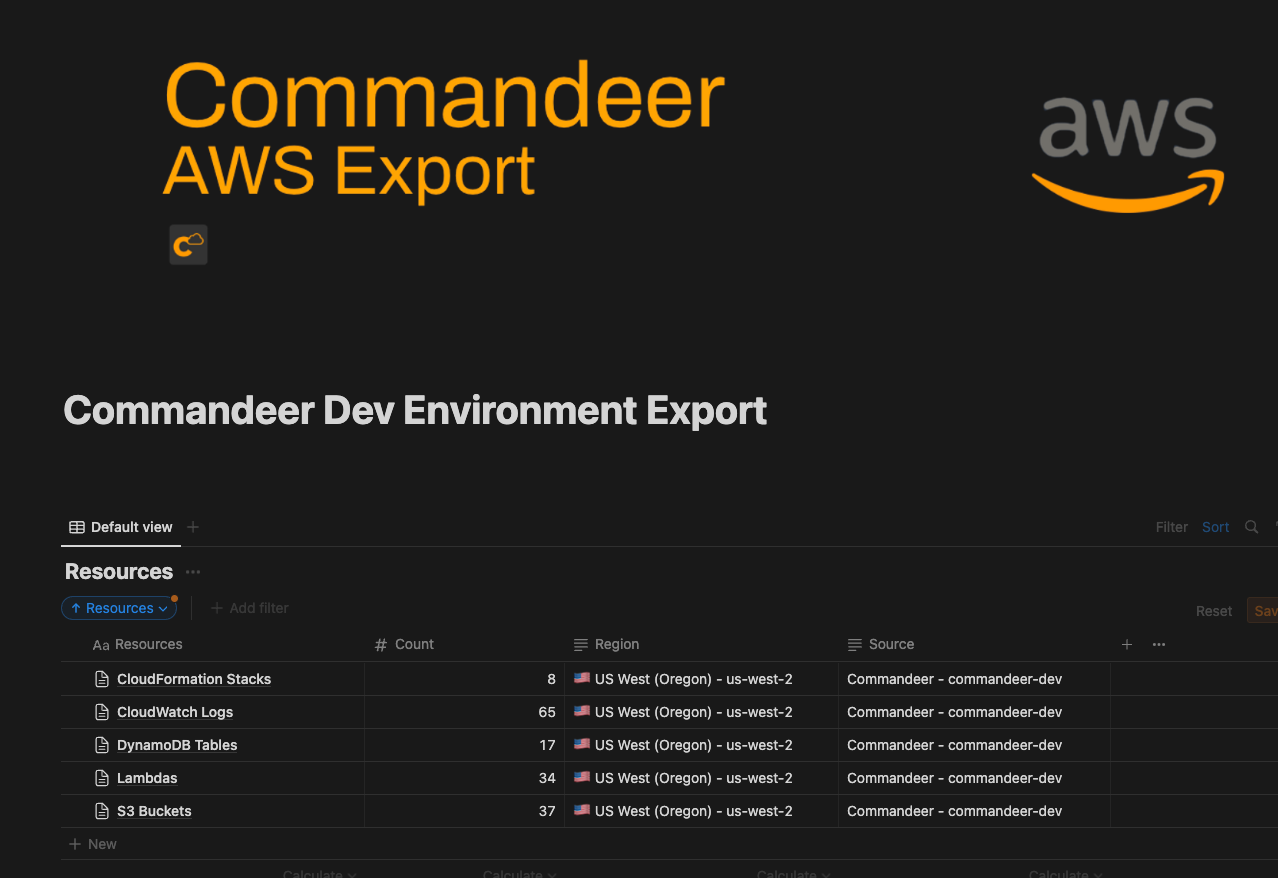 Commandeer
AWS Export
aws
Commandeer Dev Environment Export
Default view
Filter Sort
Resources
Resources
Add filter
Reset
Aa Resources # Count Region Source
CloudFormation Stacks 8 🇺🇸 US West (Oregon) - us-west-2 Commandeer - commandeer-dev
CloudWatch Logs 65 🇺🇸 US West (Oregon) - us-west-2 Commandeer - commandeer-dev
DynamoDB Tables 17 🇺🇸 US West (Oregon) - us-west-2 Commandeer - commandeer-dev
Lambdas 34 🇺🇸 US West (Oregon) - us-west-2 Commandeer - commandeer-dev
S3 Buckets 37 🇺🇸 US West (Oregon) - us-west-2 Commandeer - commandeer-dev
+ New
Calculate Calculate Calculate Calculate